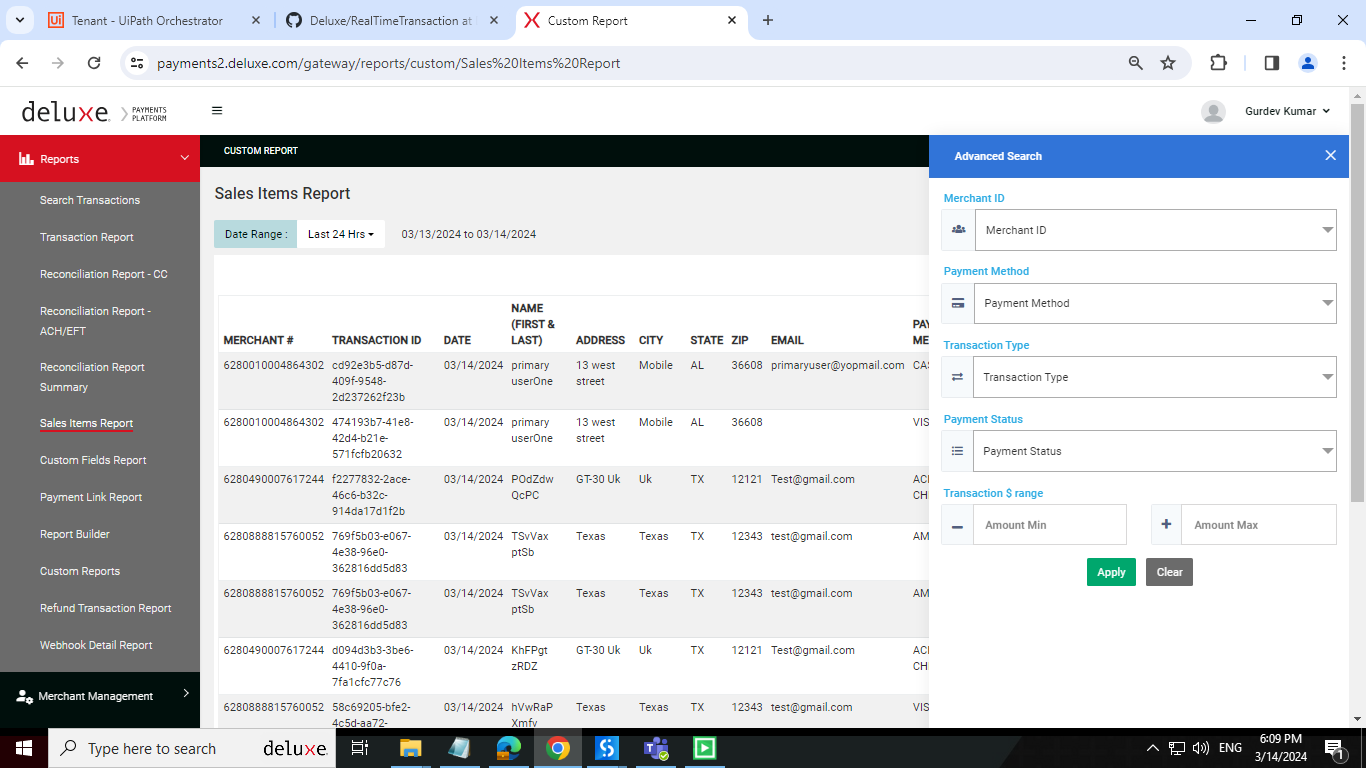 Tenant - UiPath Orchestrator
Deluxe/RealTimeTransaction at
Custom Report
payments2.deluxe.com/gateway/reports/custom/Sales%20Items%20Report
deluxe. PAYMENTS PLATFORM
Gurdev Kumar
Reports
Search Transactions
Transaction Report
Reconciliation Report - CC
Reconciliation Report -
ACH/EFT
Reconciliation Report
Summary
Sales Items Report
Custom Fields Report
Payment Link Report
Report Builder
Custom Reports
Refund Transaction Report
Webhook Detail Report
Merchant Management
CUSTOM REPORT
Sales Items Report
Date Range : Last 24 Hrs 03/13/2024 to 03/14/2024
MERCHANT # TRANSACTION ID DATE NAME (FIRST & LAST) ADDRESS CITY STATE ZIP EMAIL
6280010004864302 cd92e3b5-d87d- 03/14/2024 primary 13 west Mobile AL 36608 primaryuser@yopmail.com CAS
409f-9548- userOne street
2d237262f23b
6280010004864302 474193b7-41e8- 03/14/2024 primary 13 west Mobile AL 36608 VIS
42d4-b21e- userOne street
571fcfb20632
6280490007617244 f2277832-2ace- 03/14/2024 POdZdw GT-30 Uk Uk TX 12121 Test@gmail.com
46c6-b32c- QcPC
914da17d1f2b
6280888815760052 769f5b03-e067- 03/14/2024 TSvVax Texas Texas TX 12343 test@gmail.com AM
4e38-96e0- ptSb
362816dd5d83
6280888815760052 769f5b03-e067- 03/14/2024 TSvVax Texas Texas TX 12343 test@gmail.com AM
4e38-96e0- ptSb
362816dd5d83
6280490007617244 d094d3b3-3be6- 03/14/2024 KhFPgt GT-30 Uk Uk TX 12121 Test@gmail.com
4410-9f0a- zRDZ
7fa1cfc77c76
6280888815760052 58c69205-bfe2- 03/14/2024 hVwRaP Texas Texas TX 12343 test@gmail.com VIS
4c5d-aa72- Xmfv
Advanced Search
Merchant ID
Merchant ID
Payment Method
Payment Method
Transaction Type
Transaction Type
Payment Status
Payment Status
Transaction $ range
Amount Min Amount Max
Apply Clear
Type here to search deluxe.
ENG
6:09 PM
3/14/2024
1